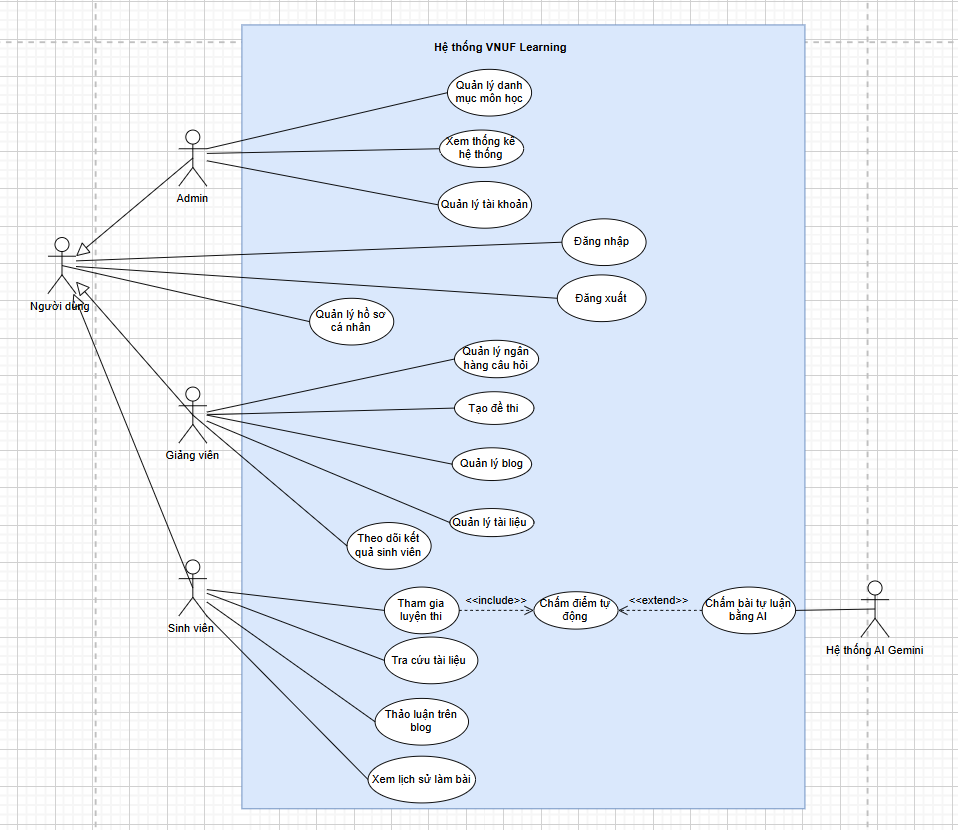 Hệ thống VNUF Learning
Quản lý danh
mục môn học
Xem thống kê
hệ thống
Admin
Quản lý tài khoản
Đăng nhập
Người dùng
Đăng xuất
Quản lý hồ sơ
cá nhân
Quản lý ngân
hàng câu hỏi
Tạo đề thi
Giảng viên
Quản lý blog
Quản lý tài liệu
Theo dõi kết
quả sinh viên
Sinh viên
Tham gia
luyện thi
<<include>>
Chấm điểm tự
động
<<extend>>
Chấm bài tự luận
bằng AI
Hệ thống AI Gemini
Tra cứu tài liệu
Thảo luận trên
blog
Xem lịch sử làm bài